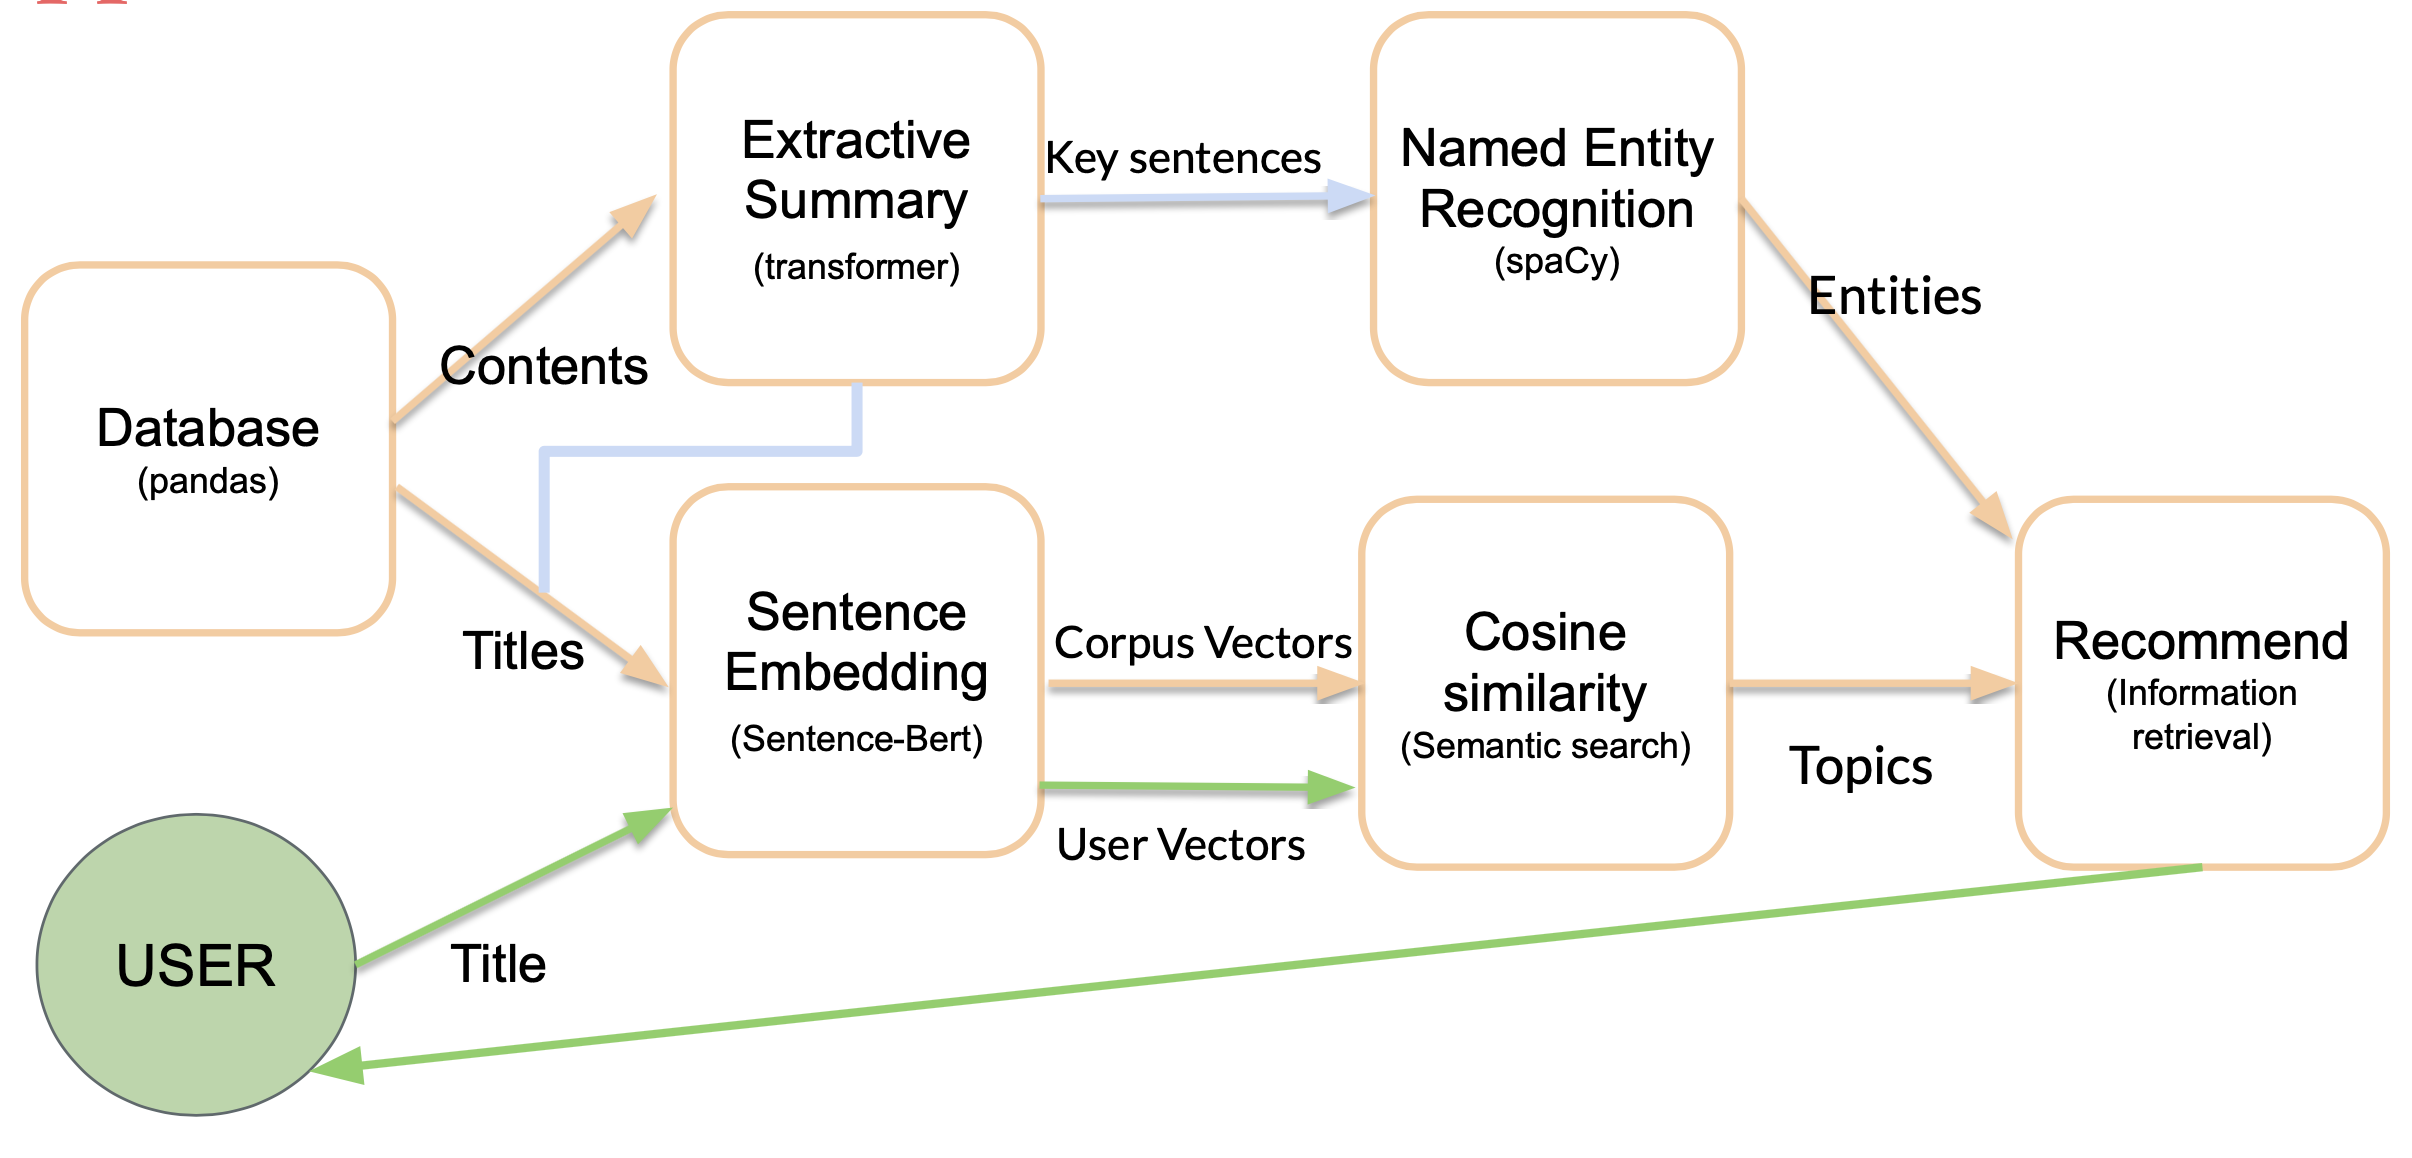 Extractive
Summary
(transformer)
Key sentences
Named Entity
Recognition
(spaCy)
Entities
Contents
Database
(pandas)
Titles
Sentence
Embedding
(Sentence-Bert)
Corpus Vectors
User Vectors
Cosine
similarity
(Semantic search)
Topics
Recommend
(Information
retrieval)
USER
Title